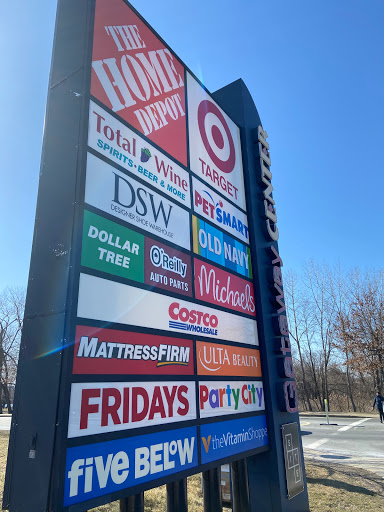 THE
HOME
DEPOT
TARGET
Total Wine
SPIRITS•BEER & MORE
DSW
DESIGNER SHOE WAREHOUSE
PETSMART
OLD NAVY
DOLLAR
TREE
O'Reilly
AUTO PARTS
Michaels
COSTCO
WHOLESALE
MATTRESSFIRM
ULTA BEAUTY
FRIDAYS
Party City
five BELOW
theVitaminShoppe
Gateway CENTER